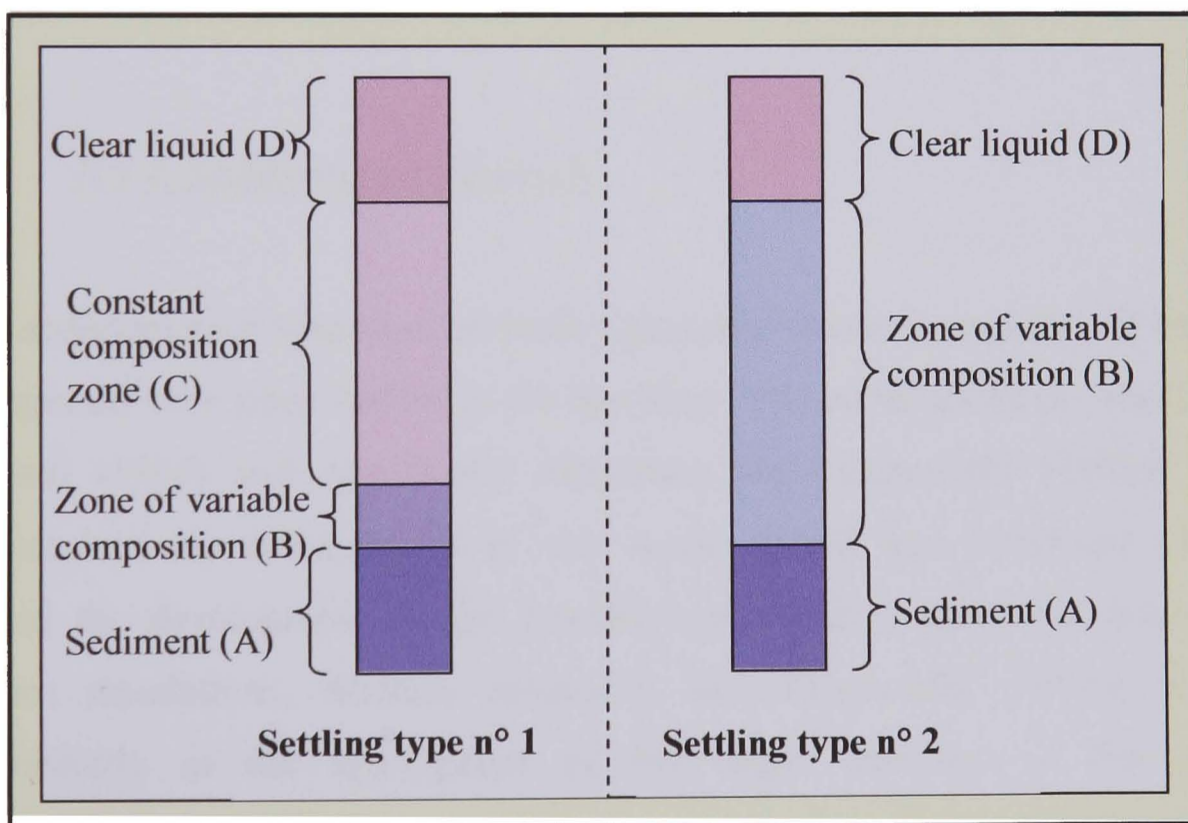 Clear liquid (D)
Constant
composition
zone (C)
Zone of variable
composition (B)
Sediment (A)
Settling type n° 1
Clear liquid (D)
Zone of variable
composition (B)
Sediment (A)
Settling type n° 2